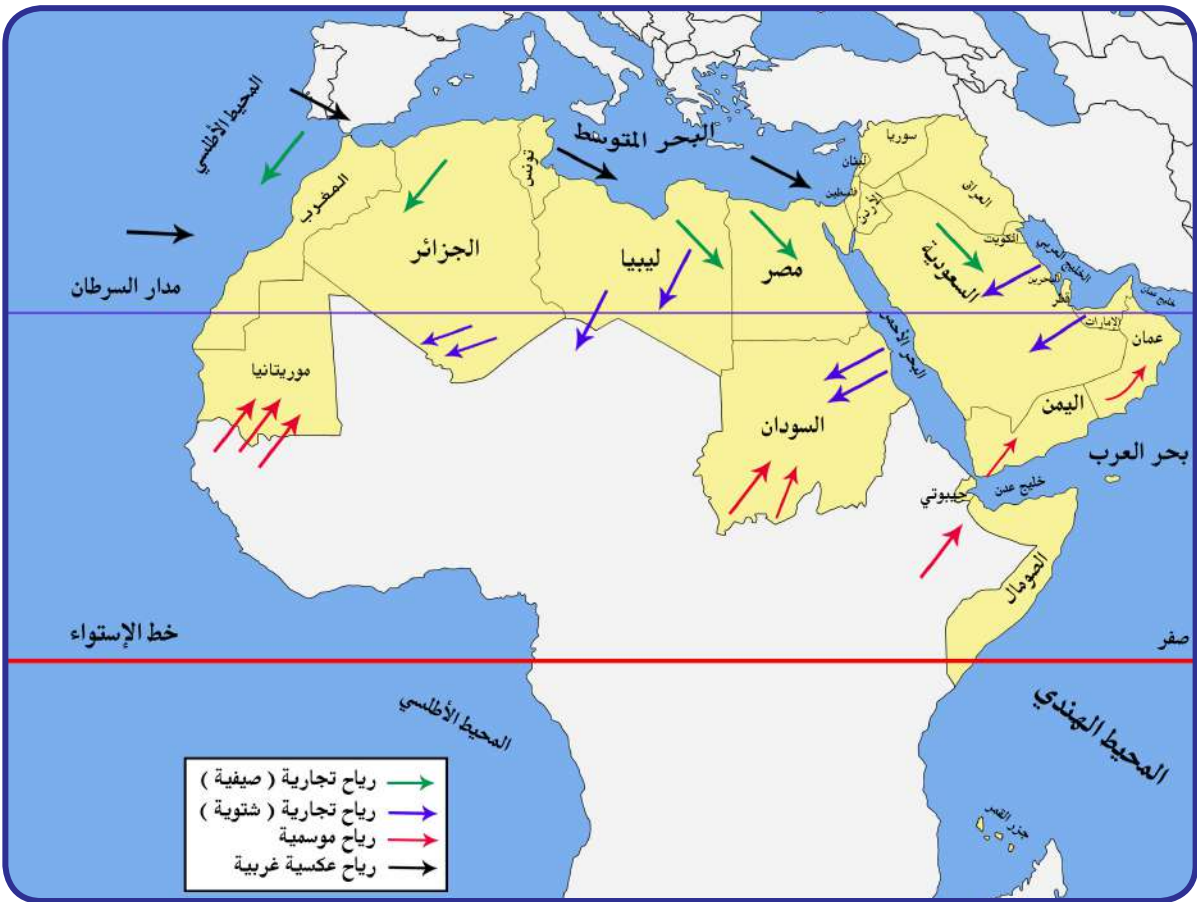 المحيط الأطلسي
البحر المتوسط
سوريا
لبنان
فلسطين
العراق
الأردن
تونس
المغرب
الجزائر
ليبيا
مصر
الكويت
السعودية
الخليج العربي
البحرين
قطر
خليج عمان
مدار السرطان
الإمارات
عمان
البحر الأحمر
موريتانيا
السودان
اليمن
بحر العرب
خليج عدن
جيبوتي
الصومال
خط الإستواء
صفر
المحيط الأطلسي
المحيط الهندي
جزر القمر
رياح تجارية ( صيفية )
رياح تجارية ( شتوية )
رياح موسمية
رياح عكسية غربية